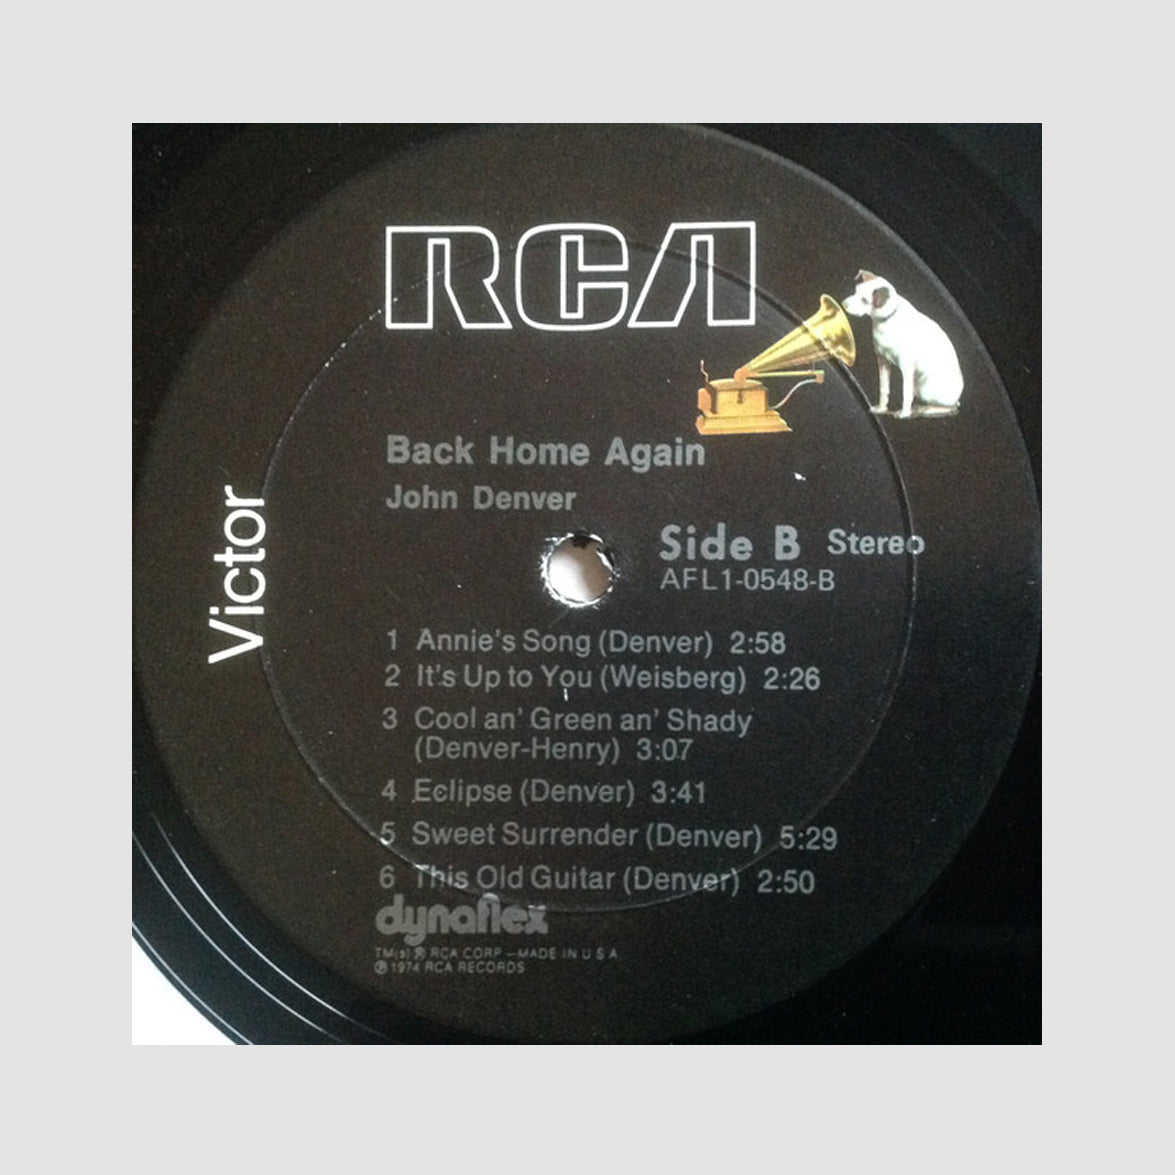 RCA
Victor
Back Home Again
John Denver
Side B Stereo
AFL1-0548-B
1 Annie's Song (Denver) 2:58
2 It's Up to You (Weisberg) 2:26
3 Cool an' Green an' Shady
(Denver-Henry) 3:07
4 Eclipse (Denver) 3:41
5 Sweet Surrender (Denver) 5:29
6 This Old Guitar (Denver) 2:50
dynaflex
TM(s) ® RCA CORP.—MADE IN U.S.A.
℗ 1974 RCA RECORDS